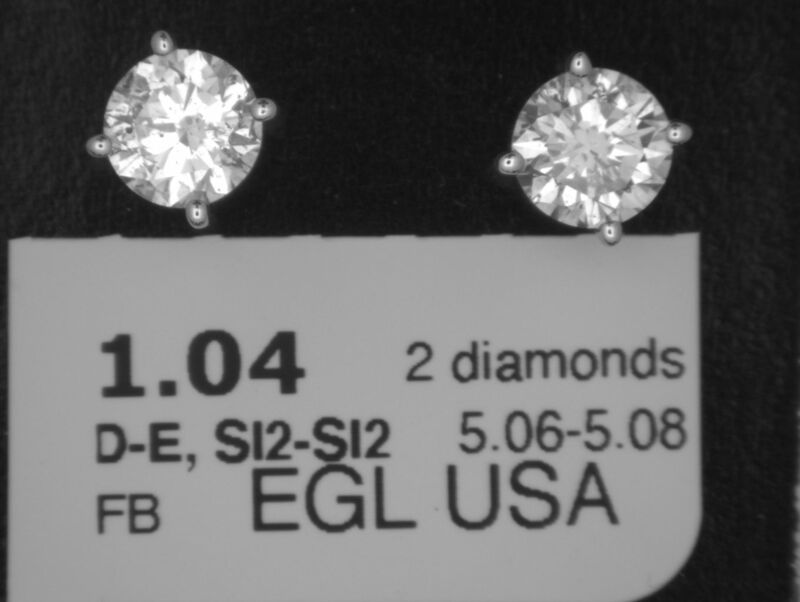 1.04 2 diamonds
D-E, SI2-SI2 5.06-5.08
FB EGL USA